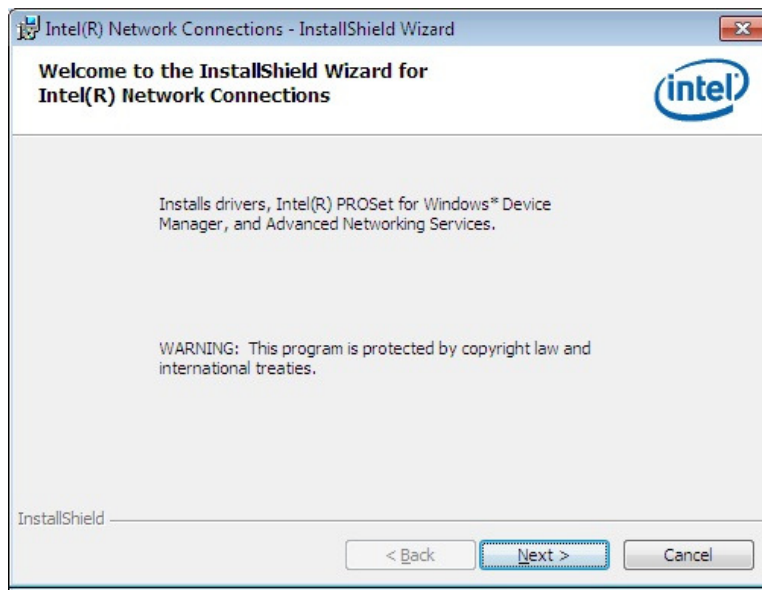 Intel(R) Network Connections - InstallShield Wizard
Welcome to the InstallShield Wizard for
Intel(R) Network Connections
intel
Installs drivers, Intel(R) PROSet for Windows* Device
Manager, and Advanced Networking Services.
WARNING: This program is protected by copyright law and
international treaties.
InstallShield
< Back
Next >
Cancel